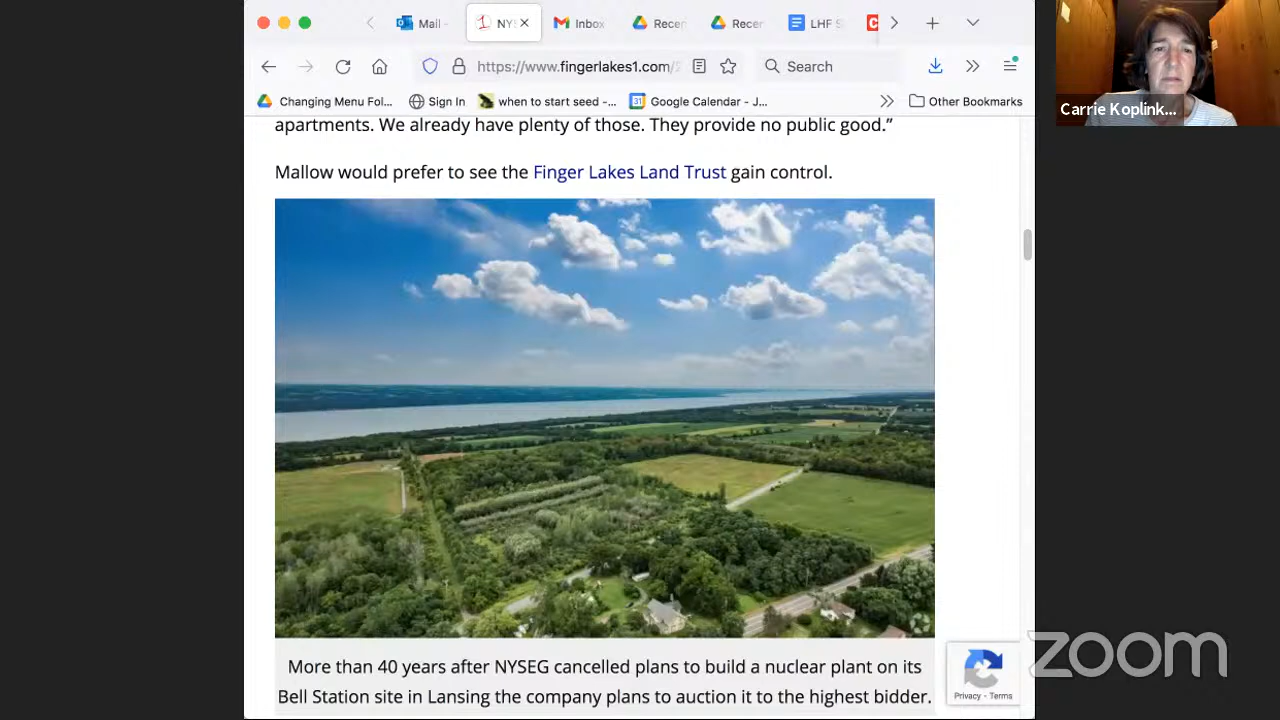 Mail
NYS
Inbox
Recer
Recer
LHF S
https://www.fingerlakes1.com/2
Search
Changing Menu Fol...
Sign In
when to start seed -...
Google Calendar - J...
Other Bookmarks
Carrie Koplink...
apartments. We already have plenty of those. They provide no public good.”
Mallow would prefer to see the Finger Lakes Land Trust gain control.
More than 40 years after NYSEG cancelled plans to build a nuclear plant on its
Bell Station site in Lansing the company plans to auction it to the highest bidder.
Privacy - Terms
zoom